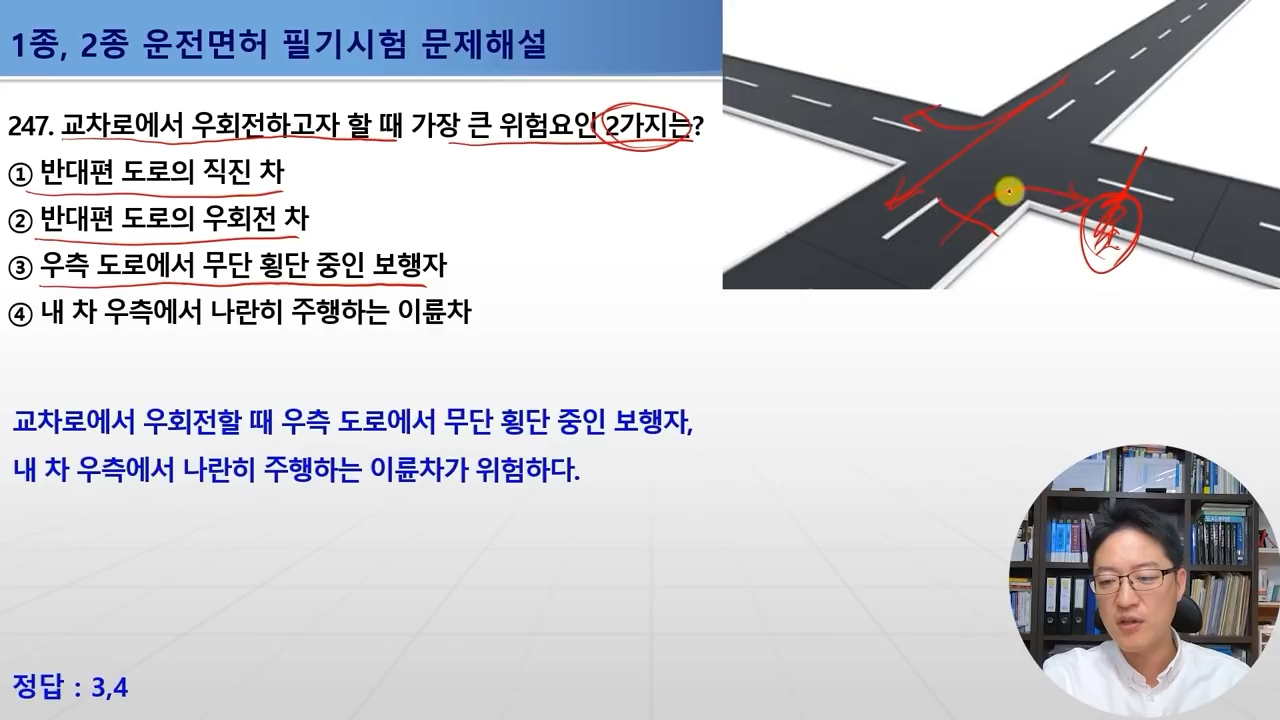 1종, 2종 운전면허 필기시험 문제해설
247. 교차로에서 우회전하고자 할 때 가장 큰 위험요인 2가지는?
① 반대편 도로의 직진 차
② 반대편 도로의 우회전 차
③ 우측 도로에서 무단 횡단 중인 보행자
④ 내 차 우측에서 나란히 주행하는 이륜차
교차로에서 우회전할 때 우측 도로에서 무단 횡단 중인 보행자,
내 차 우측에서 나란히 주행하는 이륜차가 위험하다.
정답 : 3,4